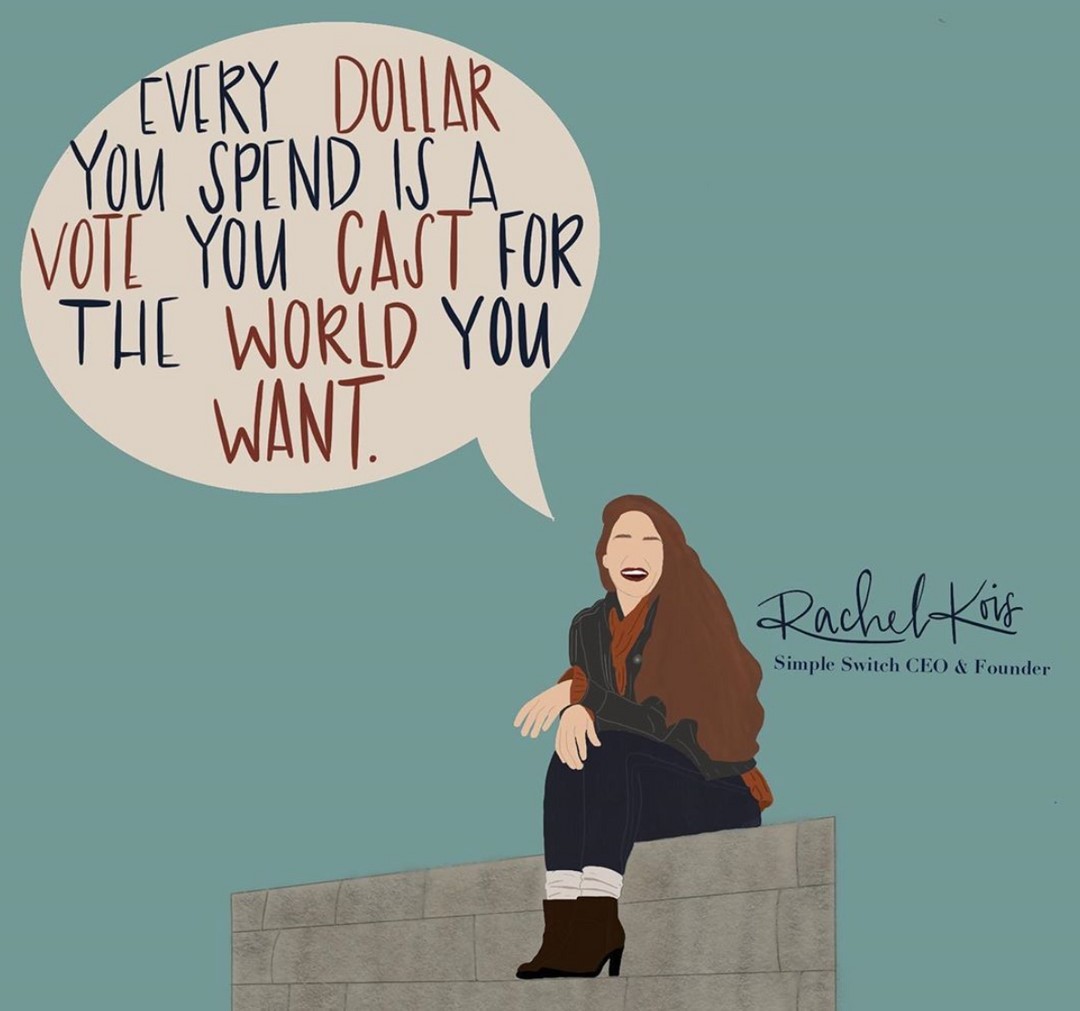 EVERY DOLLAR
YOU SPEND IS A
VOTE YOU CAST FOR
THE WORLD YOU
WANT.
Rachel Kois
Simple Switch CEO & Founder